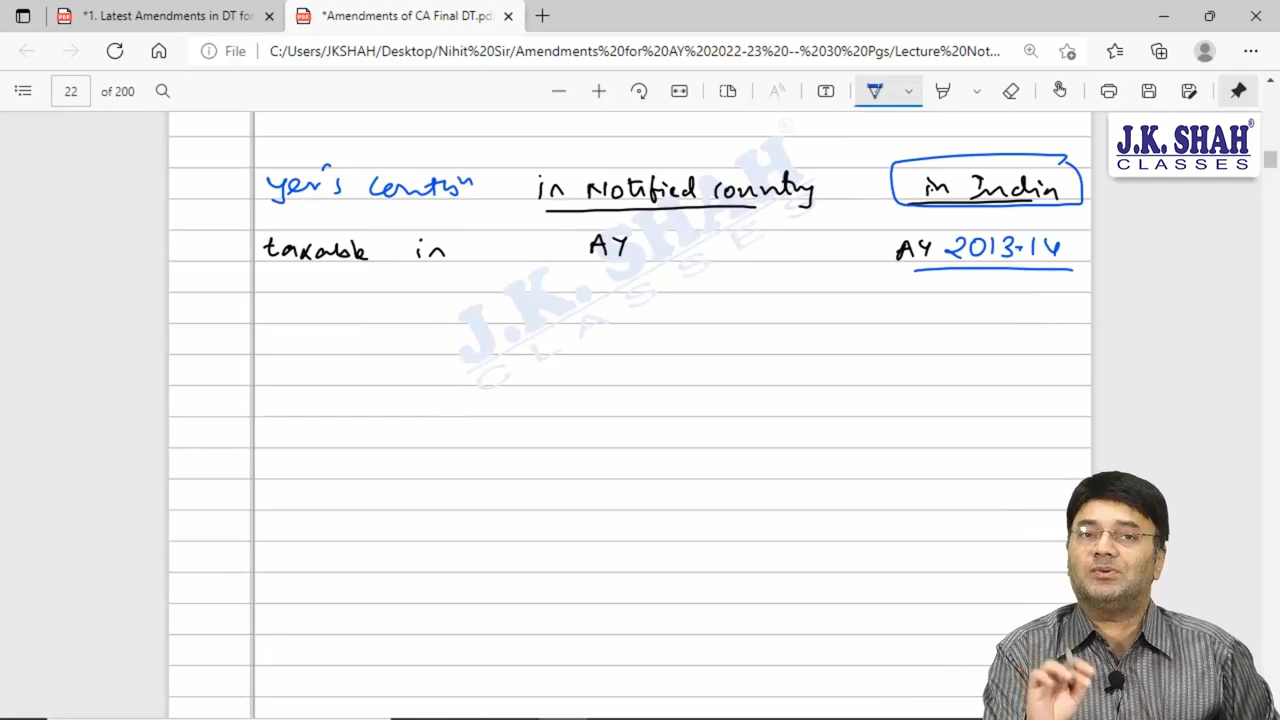 *1. Latest Amendments in DT for
*Amendments of CA Final DT.pd
File
C:/Users/JKSHAH/Desktop/Nihit%20Sir/Amendments%20for%20AY%202022-23%20--%2030%20Pgs/Lecture%20Not...
22 of 200
J.K. SHAH®
CLASSES
in Notified country in India
taxable in AY AY 2013-14
J.K. SHAH®
CLASSES